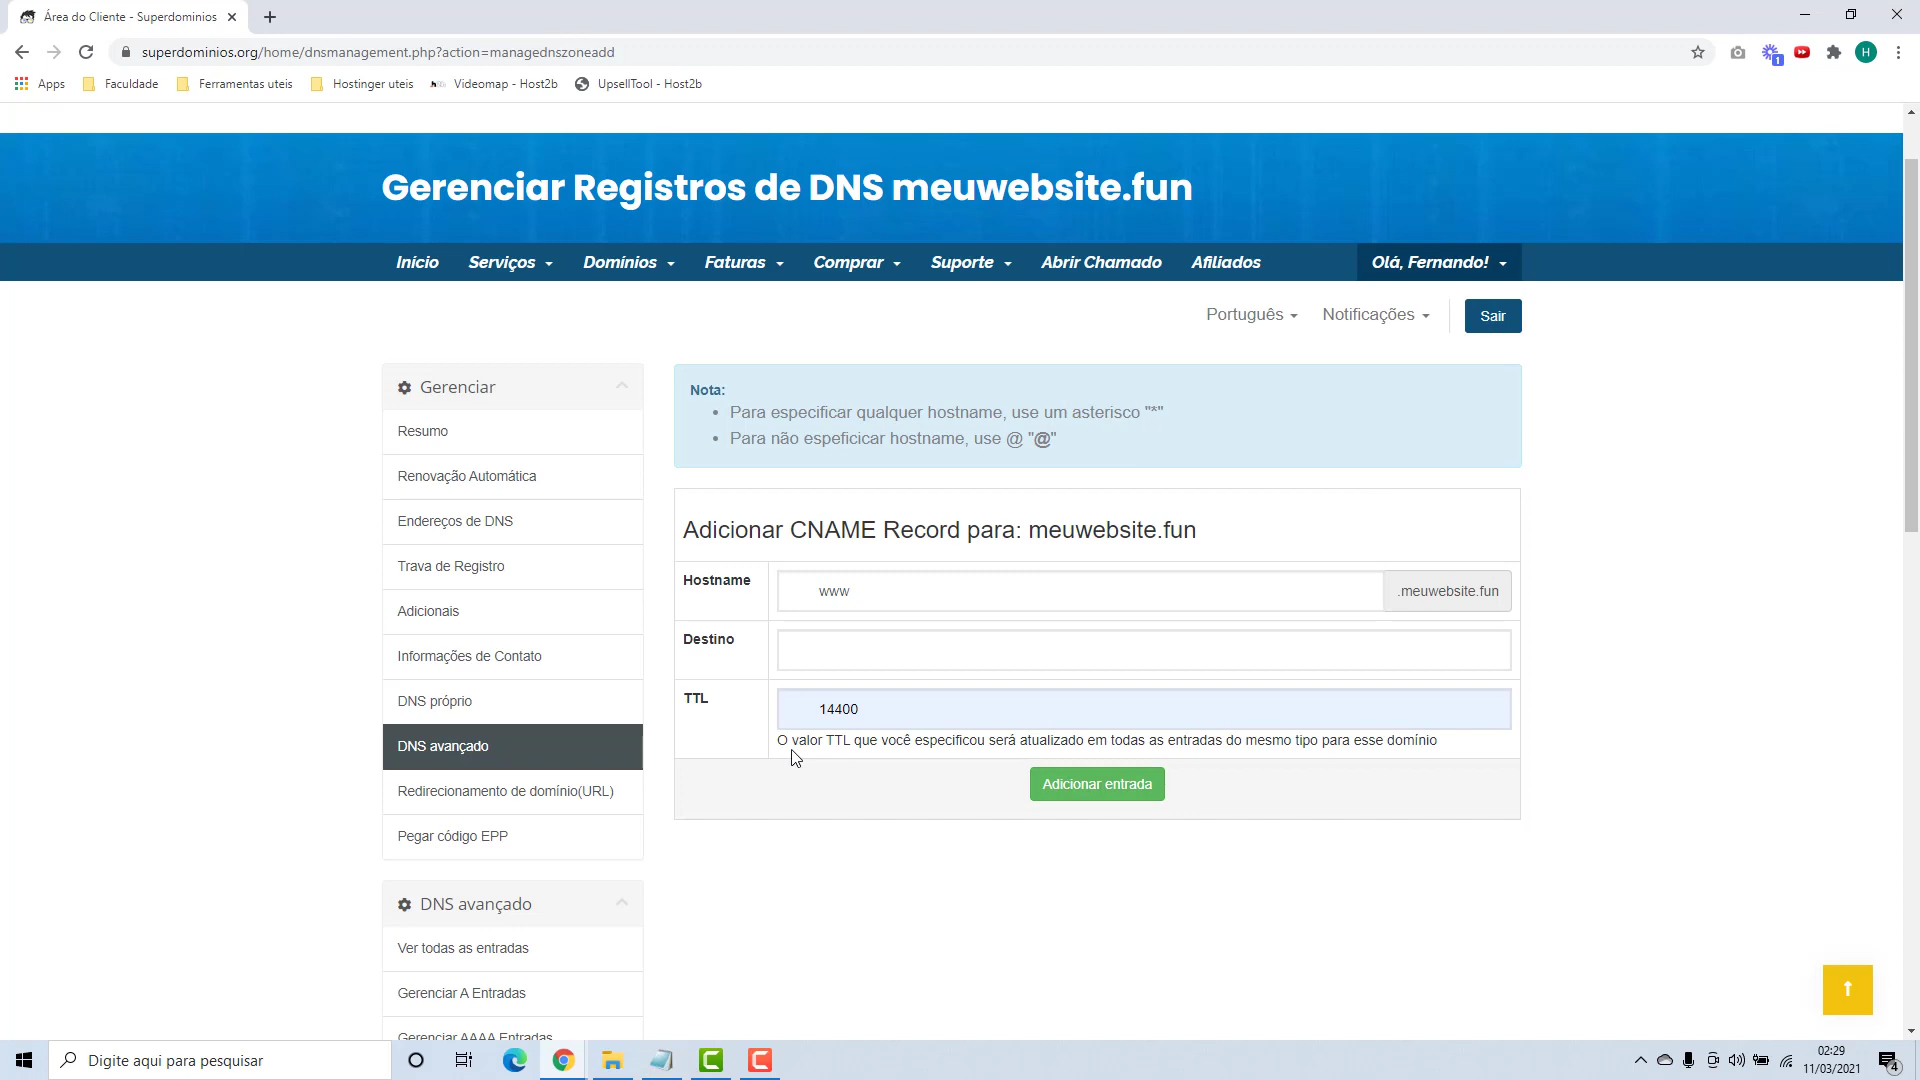 Área do Cliente - Superdominios
superdominios.org/home/dnsmanagement.php?action=managednszoneadd
H
1
Apps
Faculdade
Ferramentas uteis
Hostinger uteis
Videomap - Host2b
UpsellTool - Host2b
Gerenciar Registros de DNS meuwebsite.fun
Início
Serviços
Domínios
Faturas
Comprar
Suporte
Abrir Chamado
Afiliados
Olá, Fernando!
Português
Notificações
Sair
Gerenciar
Resumo
Renovação Automática
Endereços de DNS
Trava de Registro
Adicionais
Informações de Contato
DNS próprio
DNS avançado
Redirecionamento de domínio(URL)
Pegar código EPP
DNS avançado
Ver todas as entradas
Gerenciar A Entradas
Gerenciar AAAA Entradas
Nota:
Para especificar qualquer hostname, use um asterisco "*"
Para não espeficicar hostname, use @ "@"
Adicionar CNAME Record para: meuwebsite.fun
Hostname
www
.meuwebsite.fun
Destino
TTL
14400
O valor TTL que você especificou será atualizado em todas as entradas do mesmo tipo para esse domínio
Adicionar entrada
Digite aqui para pesquisar
02:29
11/03/2021
4